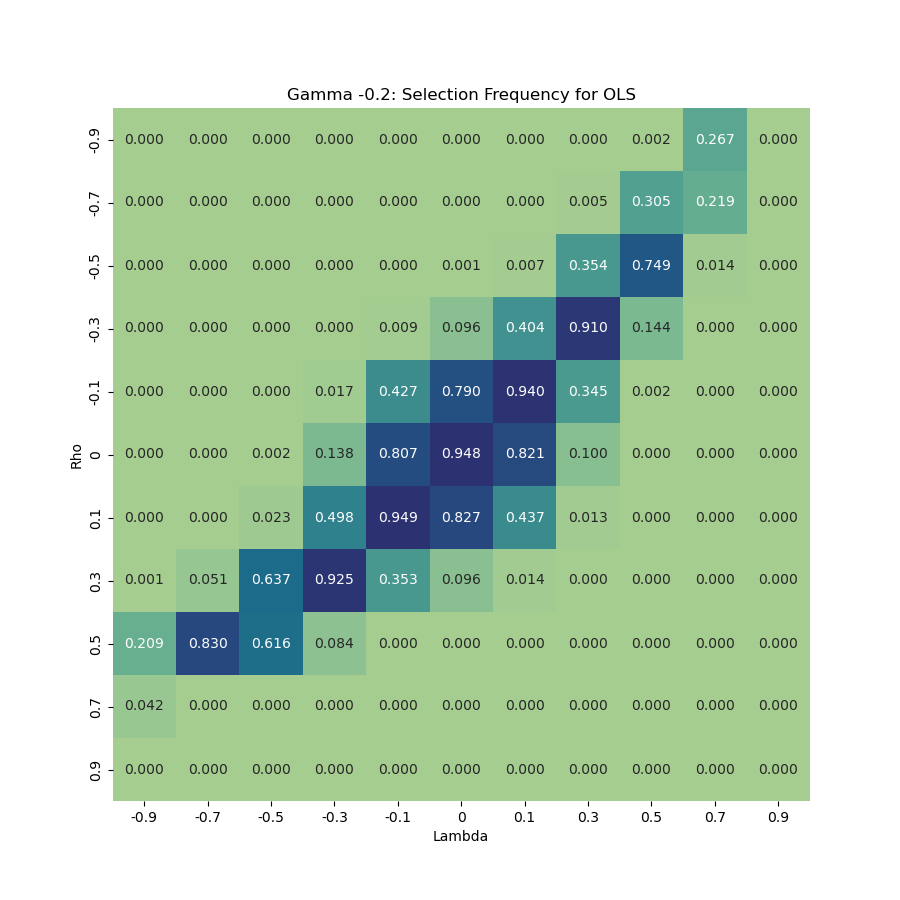 Gamma -0.2: Selection Frequency for OLS
-0.9 0.000 0.000 0.000 0.000 0.000 0.000 0.000 0.000 0.002 0.267 0.000
-0.7 0.000 0.000 0.000 0.000 0.000 0.000 0.000 0.005 0.305 0.219 0.000
-0.5 0.000 0.000 0.000 0.000 0.000 0.001 0.007 0.354 0.749 0.014 0.000
-0.3 0.000 0.000 0.000 0.000 0.009 0.096 0.404 0.910 0.144 0.000 0.000
-0.1 0.000 0.000 0.000 0.017 0.427 0.790 0.940 0.345 0.002 0.000 0.000
Rho
0 0.000 0.000 0.002 0.138 0.807 0.948 0.821 0.100 0.000 0.000 0.000
0.1 0.000 0.000 0.023 0.498 0.949 0.827 0.437 0.013 0.000 0.000 0.000
0.3 0.001 0.051 0.637 0.925 0.353 0.096 0.014 0.000 0.000 0.000 0.000
0.5 0.209 0.830 0.616 0.084 0.000 0.000 0.000 0.000 0.000 0.000 0.000
0.7 0.042 0.000 0.000 0.000 0.000 0.000 0.000 0.000 0.000 0.000 0.000
0.9 0.000 0.000 0.000 0.000 0.000 0.000 0.000 0.000 0.000 0.000 0.000
-0.9 -0.7 -0.5 -0.3 -0.1 0 0.1 0.3 0.5 0.7 0.9
Lambda